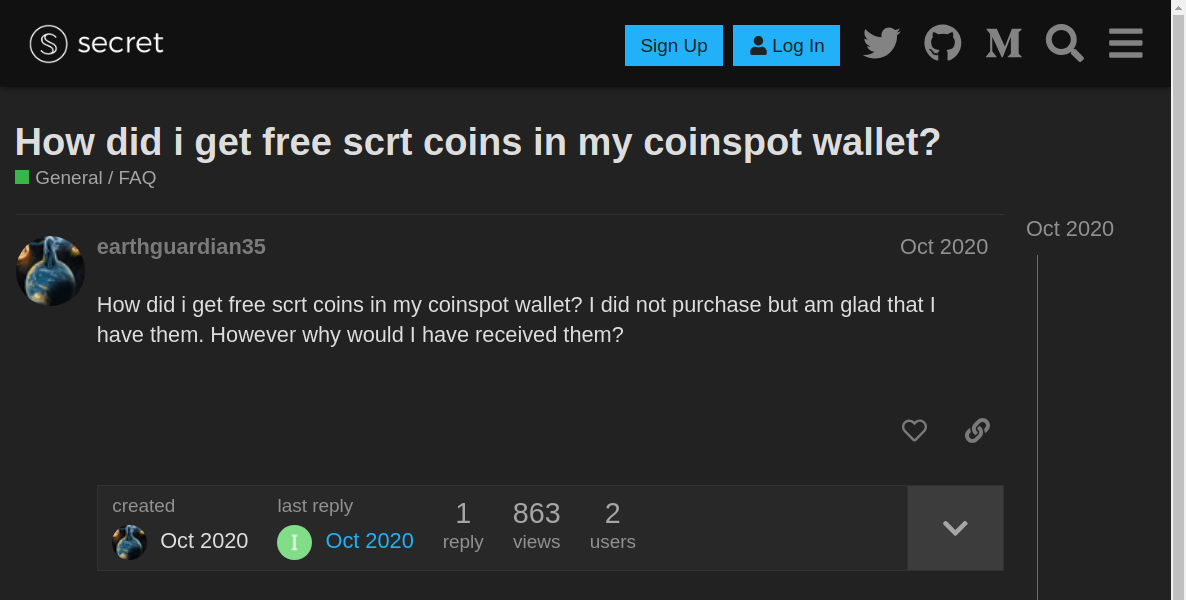 secret
Sign Up
Log In
How did i get free scrt coins in my coinspot wallet?
General / FAQ
earthguardian35
Oct 2020
Oct 2020
How did i get free scrt coins in my coinspot wallet? I did not purchase but am glad that I
have them. However why would I have received them?
created
Oct 2020
last reply
I
Oct 2020
1
reply
863
views
2
users